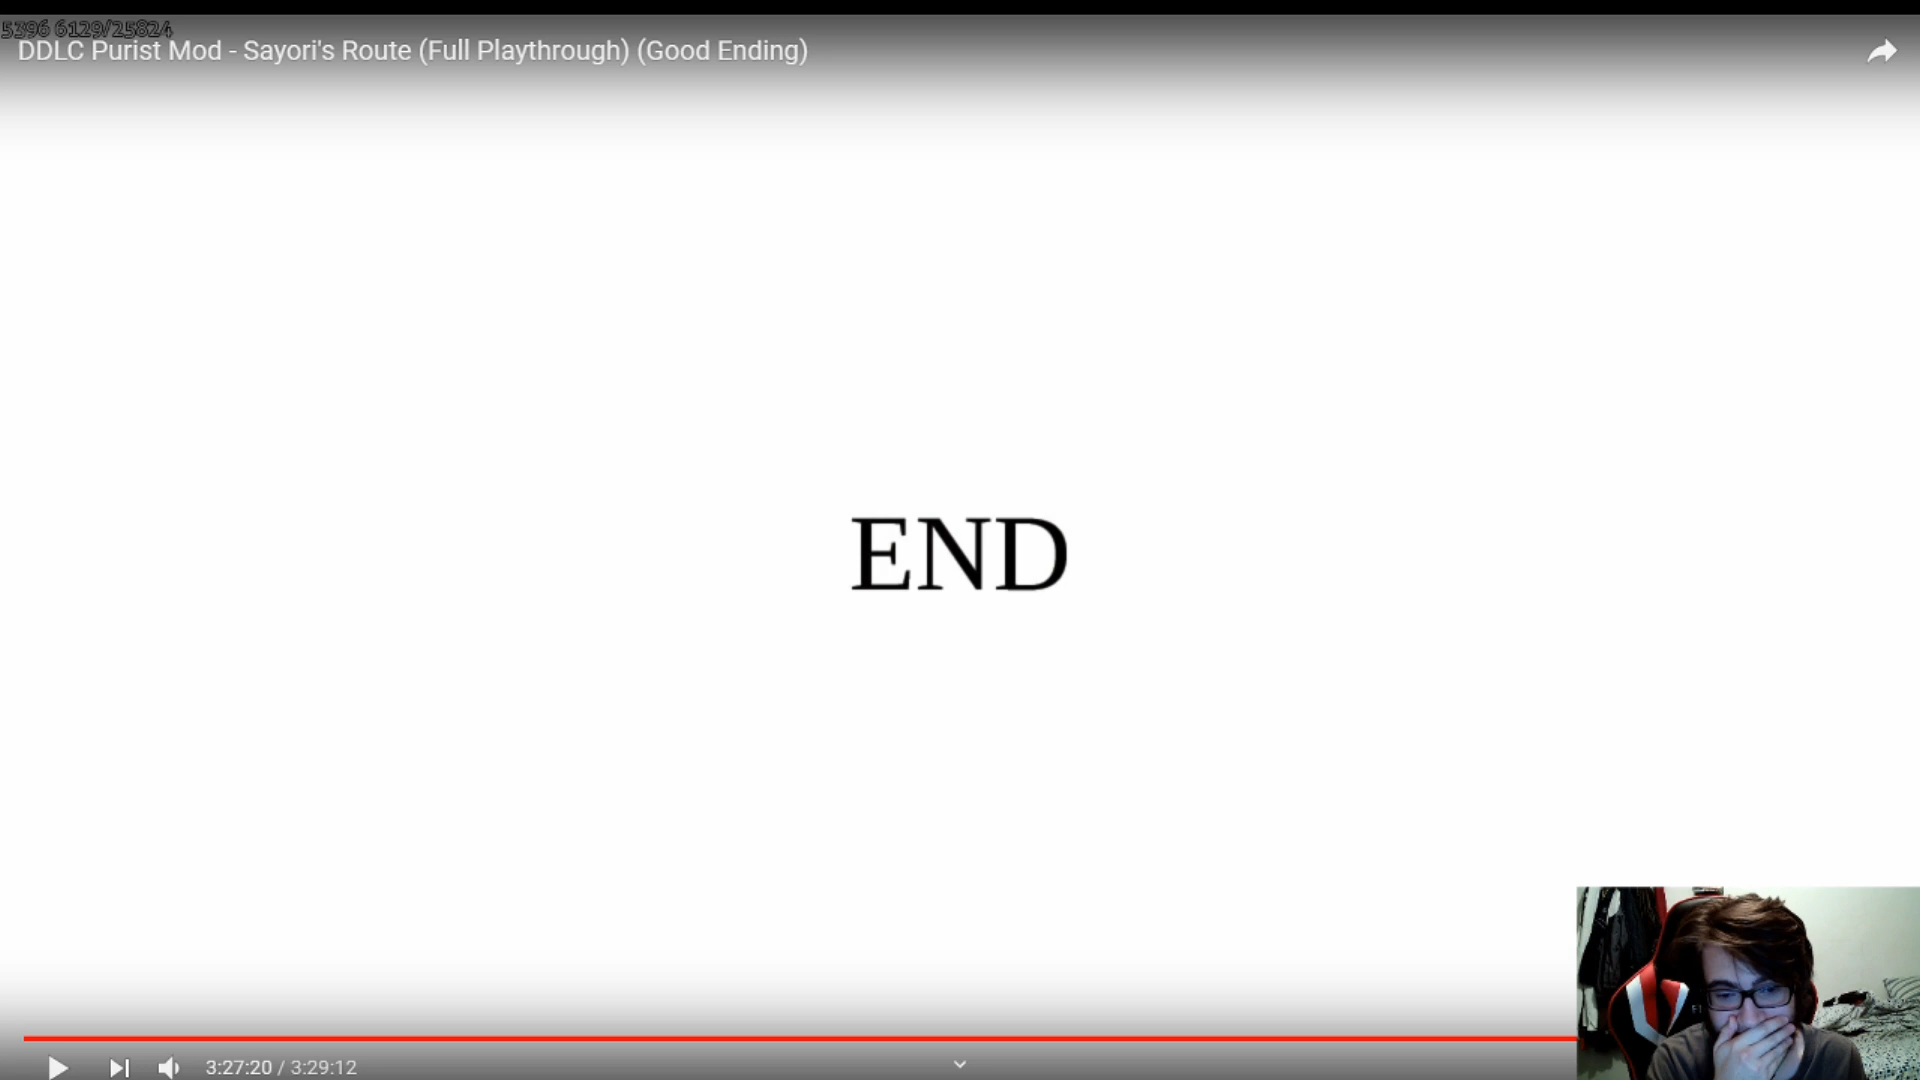 5396 6129/25824
DDLC Purist Mod - Sayori's Route (Full Playthrough) (Good Ending)
END
3:27:20 / 3:29:12